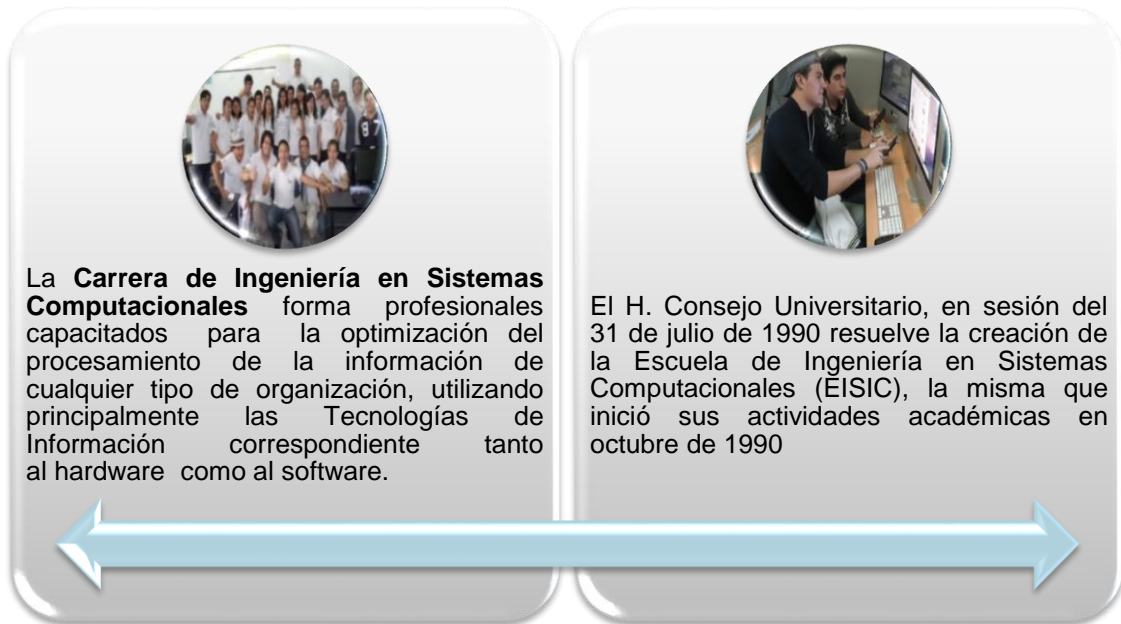 La Carrera de Ingeniería en Sistemas
Computacionales forma profesionales
capacitados para la optimización del
procesamiento de la información de
cualquier tipo de organización, utilizando
principalmente las Tecnologías de
Información correspondiente tanto
al hardware como al software.
El H. Consejo Universitario, en sesión del
31 de julio de 1990 resuelve la creación de
la Escuela de Ingeniería en Sistemas
Computacionales (EISIC), la misma que
inició sus actividades académicas en
octubre de 1990